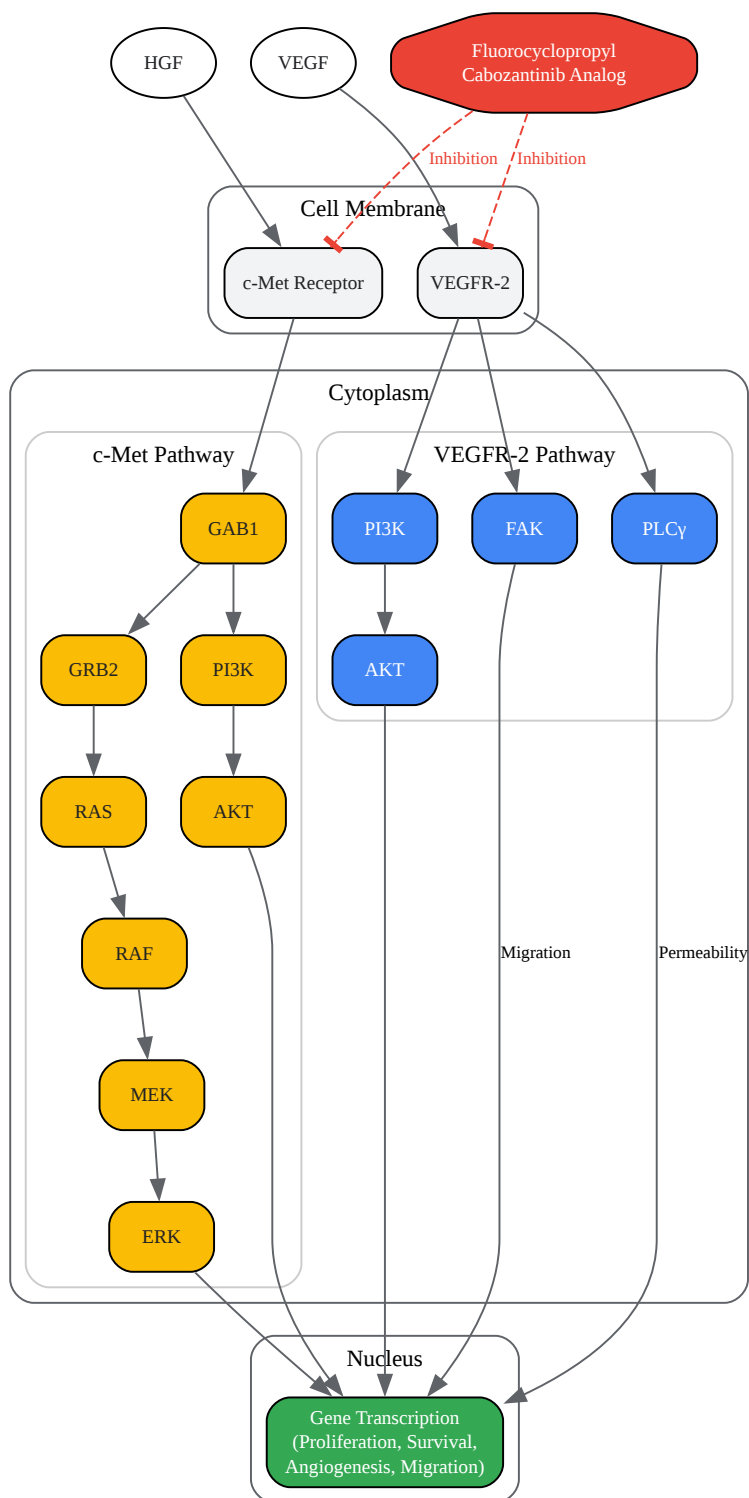 HGF
VEGF
Fluorocyclopropyl
Cabozantinib Analog
Inhibition
Inhibition
Cell Membrane
c-Met Receptor
VEGFR-2
Cytoplasm
c-Met Pathway
VEGFR-2 Pathway
GAB1
PI3K
FAK
PLCγ
GRB2
PI3K
AKT
RAS
AKT
RAF
Migration
Permeability
MEK
ERK
Nucleus
Gene Transcription
(Proliferation, Survival,
Angiogenesis, Migration)